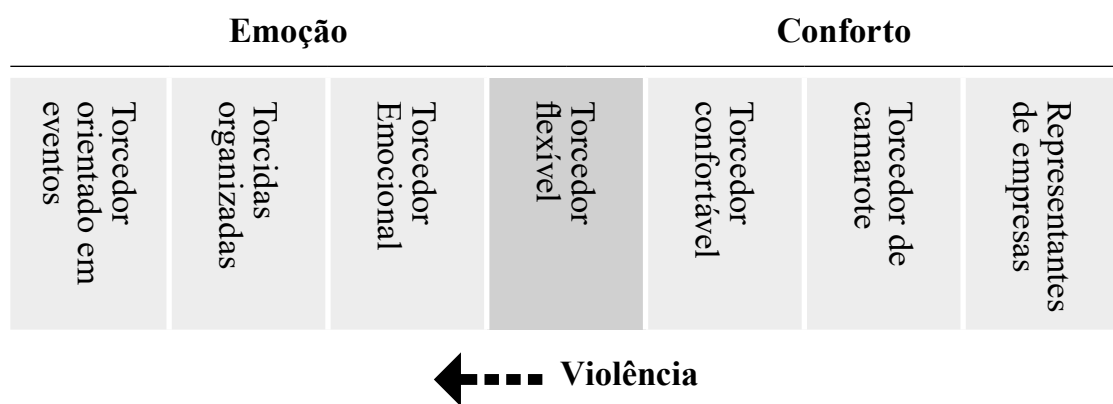 Emoção
Conforto
Torcedor
orientado em
eventos
Torcidas
organizadas
Torcedor
Emocional
Torcedor
flexível
Torcedor
confortável
Torcedor de
camarote
Representantes
de empresas
Violência